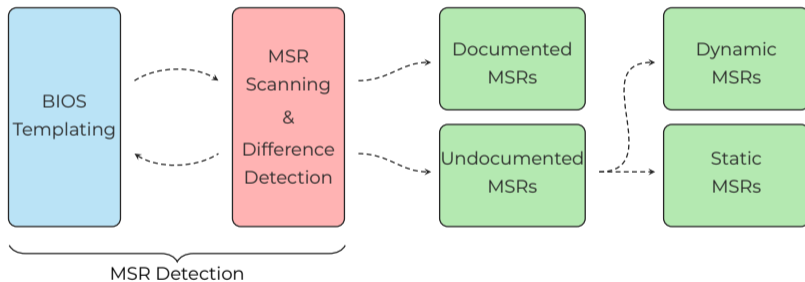 BIOS
Templating
MSR
Scanning
&
Difference
Detection
Documented
MSRs
Undocumented
MSRs
Dynamic
MSRs
Static
MSRs
MSR Detection